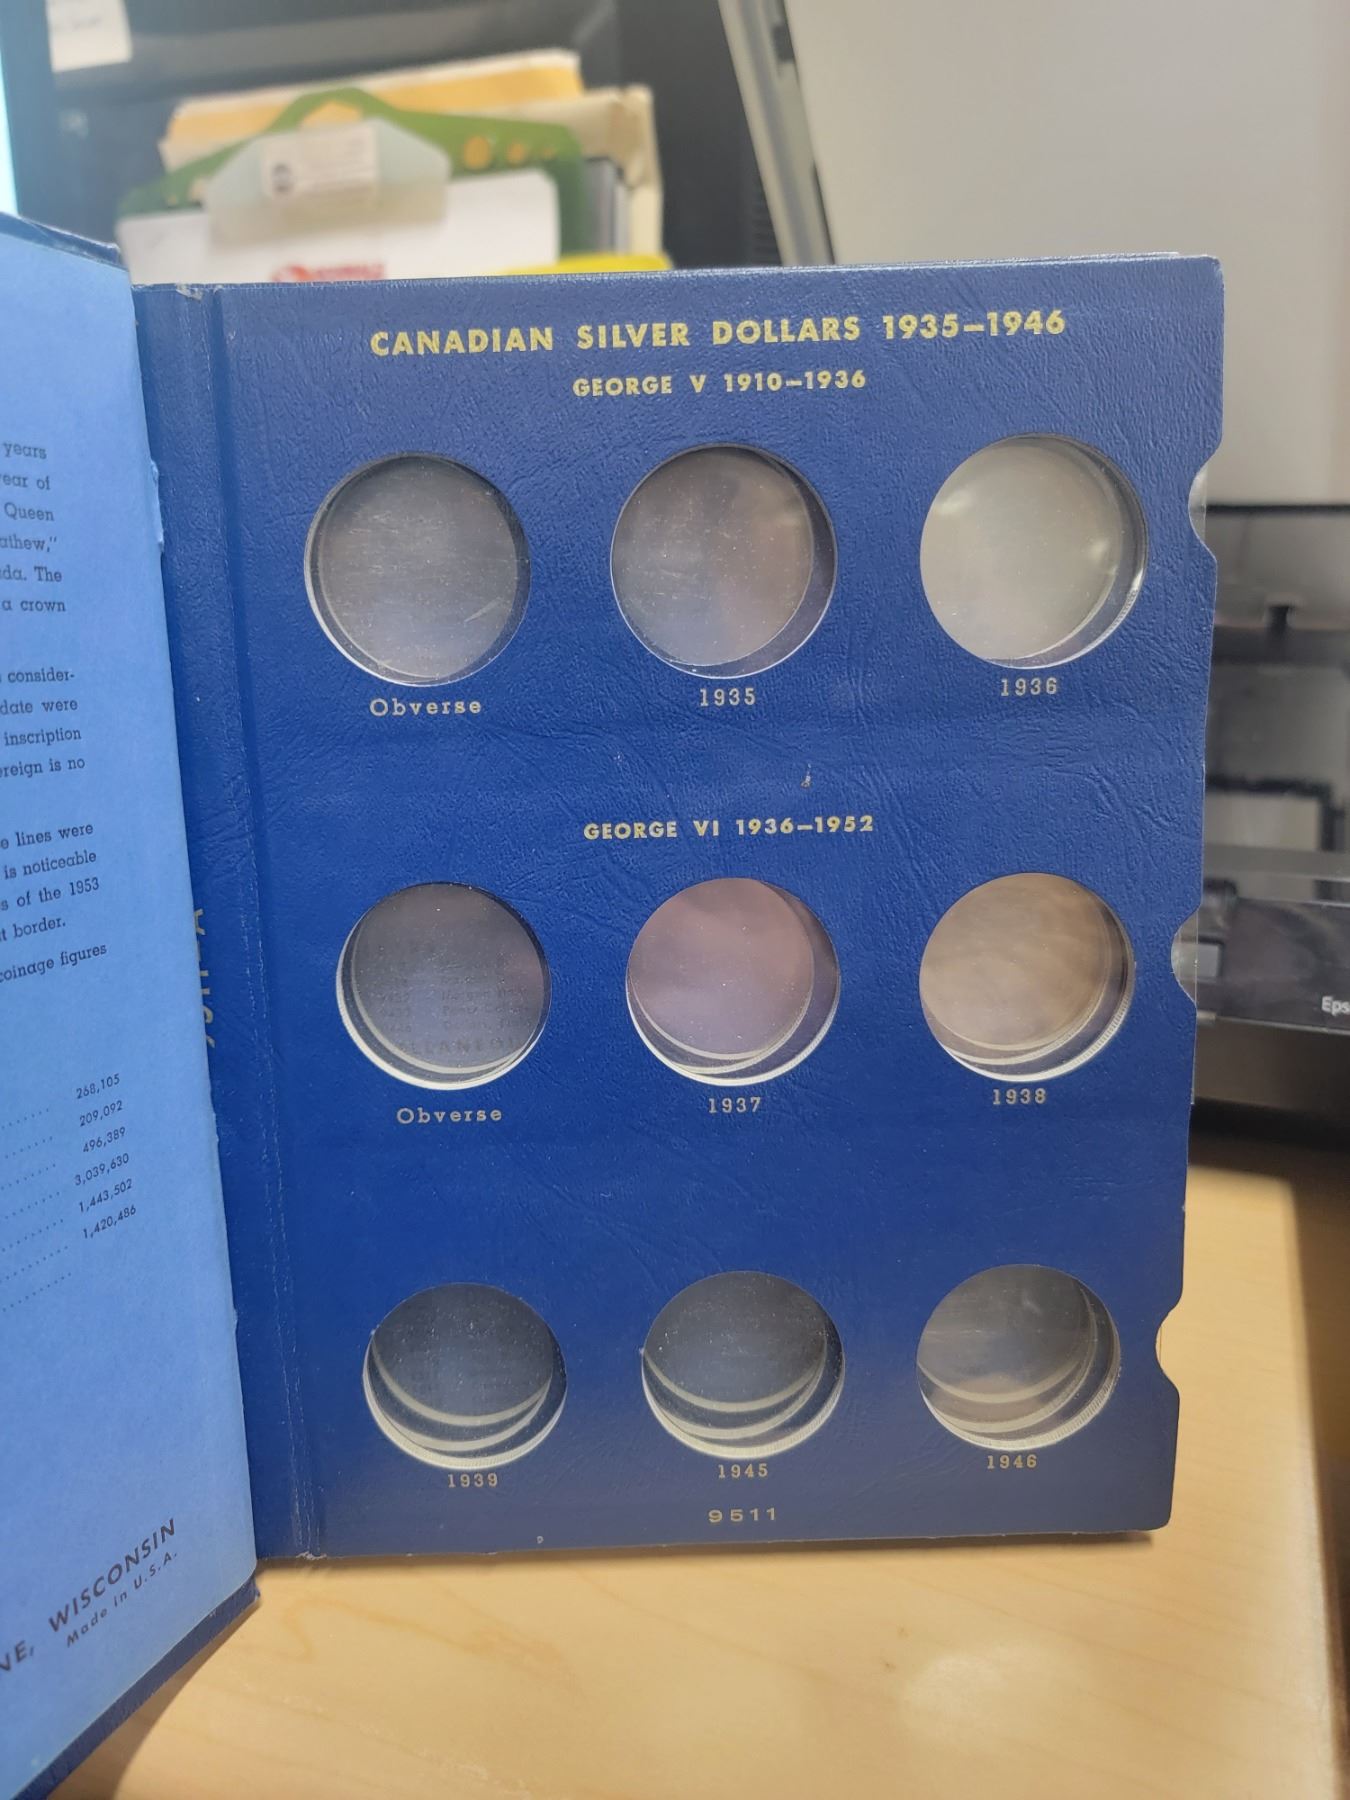 CANADIAN SILVER DOLLARS 1935–1946
GEORGE V 1910–1936
Obverse
1935
1936
GEORGE VI 1936–1952
Obverse
1937
1938
1939
1945
1946
9511
years
Queen
athew,"
da. The
a crown
consider-
date were
inscription
reign is no
lines were
is noticeable
of the 1953
border.
coinage figures
268,105
209,092
496,389
3,039,630
1,443,502
1,420,486
WISCONSIN
Made in U.S.A.
Eps